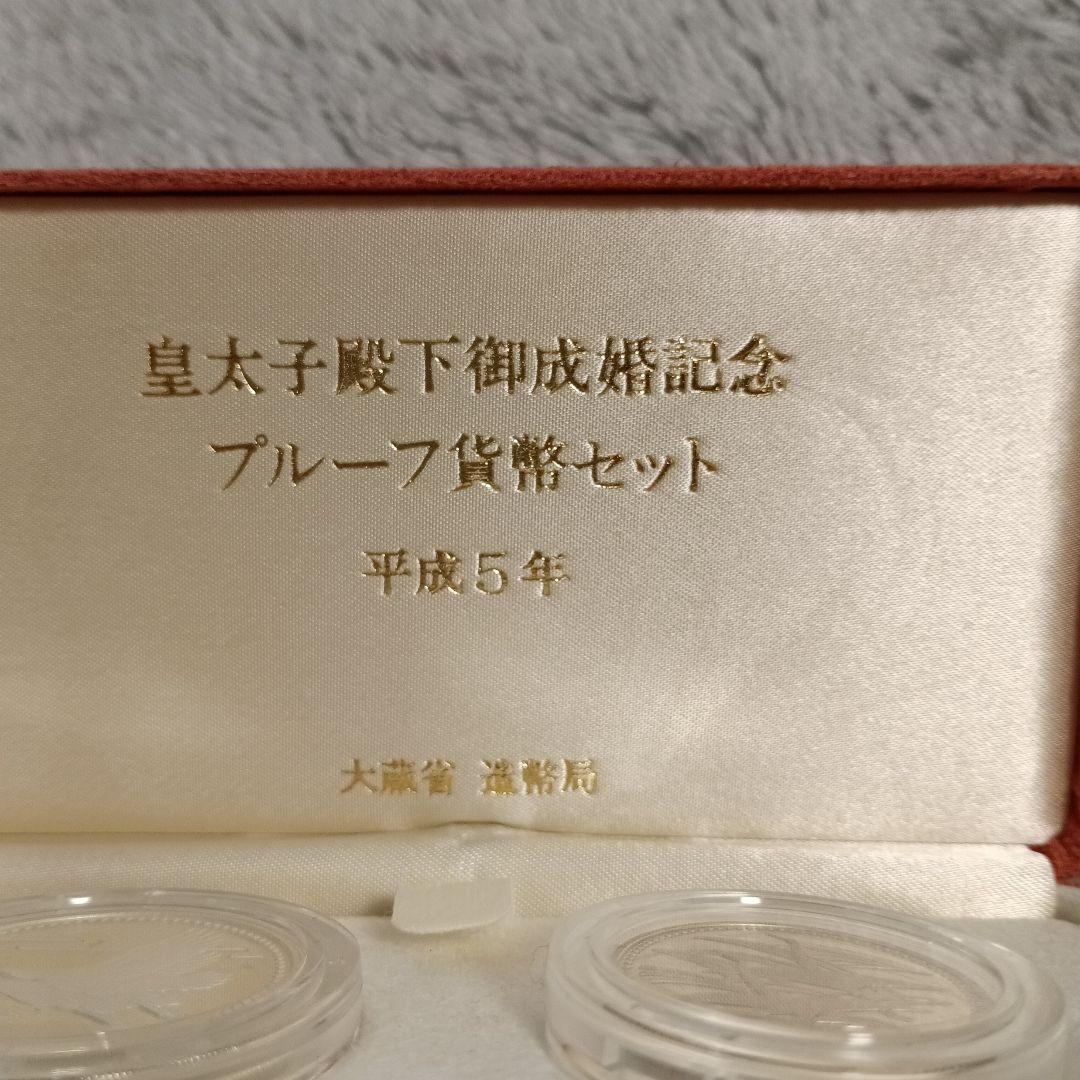 皇太子殿下御成婚記念
プルーフ貨幣セット
平成5年
大蔵省 造幣局